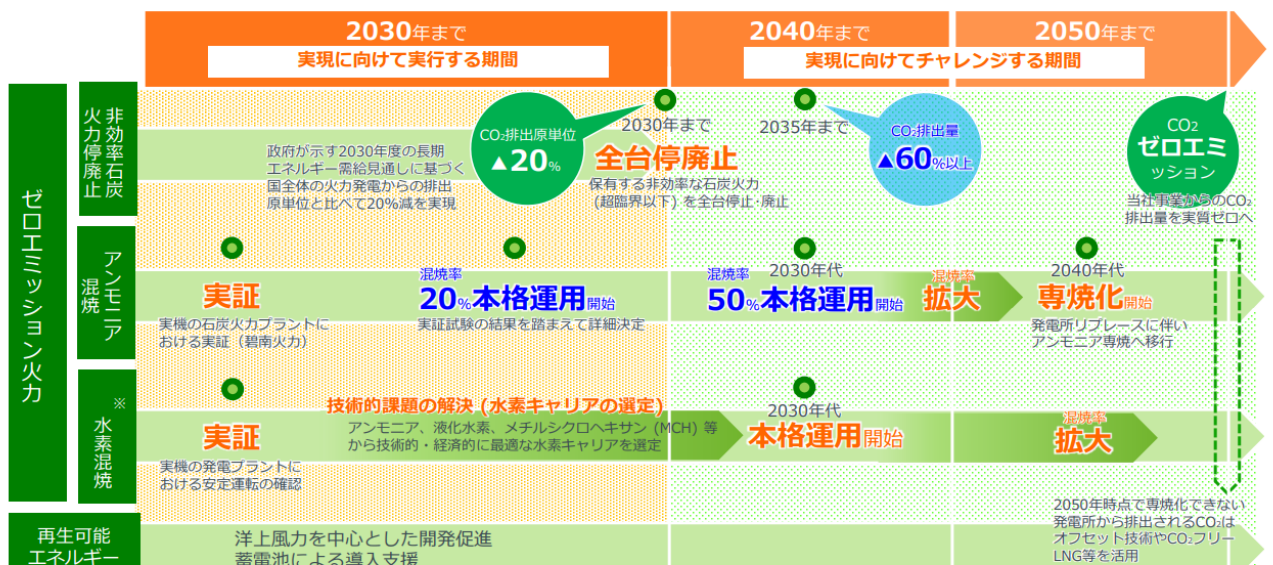 2030年まで
実現に向けて実行する期間
2040年まで
2050年まで
実現に向けてチャレンジする期間
ゼロエミッション火力
非効率石炭
火力停廃止
政府が示す2030年度の長期
エネルギー需給見通しに基づく
国全体の火力発電からの排出
原単位と比べて20%減を実現
CO₂排出原単位
▲20%
2030年まで
全台停廃止
保有する非効率な石炭火力
(超臨界以下) を全台停止・廃止
2035年まで
CO₂排出量
▲60%以上
CO₂
ゼロエミ
ッション
当社事業からのCO₂
排出量を実質ゼロへ
アンモニア
混焼
実証
実機の石炭火力プラントに
おける実証（碧南火力）
混焼率
20%本格運用開始
実証試験の結果を踏まえて詳細決定
2030年代
混焼率
50%本格運用開始
混焼率
拡大
2040年代
専焼化開始
発電所リプレースに伴い
アンモニア専焼へ移行
※
水素混焼
実証
実機の発電プラントに
おける安定運転の確認
技術的課題の解決 (水素キャリアの選定)
アンモニア、液化水素、メチルシクロヘキサン（MCH）等
から技術的・経済的に最適な水素キャリアを選定
2030年代
本格運用開始
混焼率
拡大
2050年時点で専焼化できない
発電所から排出されるCO₂は
オフセット技術やCO₂フリー
LNG等を活用
再生可能
エネルギー
洋上風力を中心とした開発促進
蓄電池による導入支援